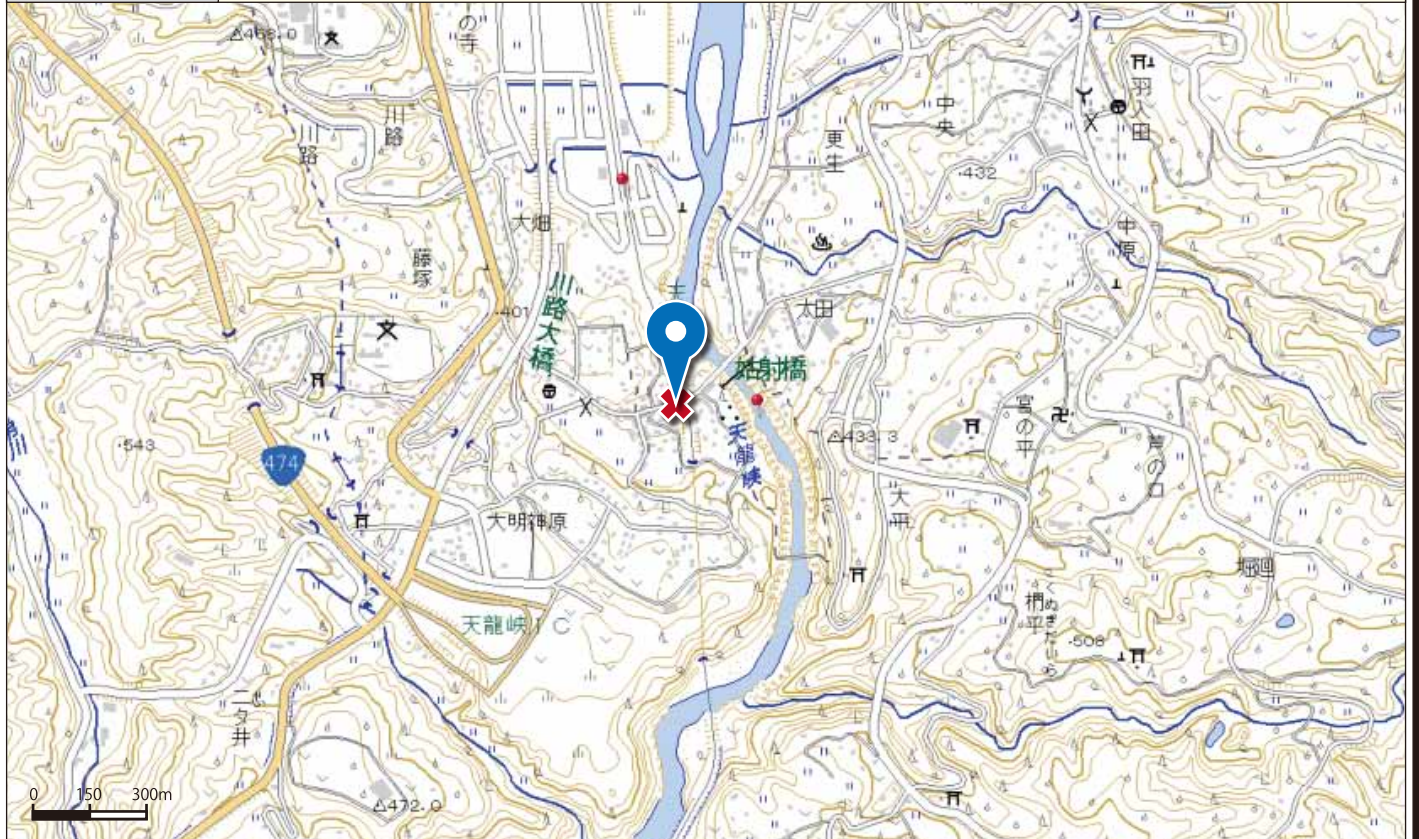 463.0
の寺
川路
川路
中央
羽入田
更生
・432
大畑
中原
藤塚
川路大橋
・401
太田
姑射橋
宮の平
芦の口
・543
474
天龍峡
433.3
大明神原
大平
堀廻
椚平
くぬぎだいら
・508
天龍峡IC
二タ井
472.0
0 150 300m